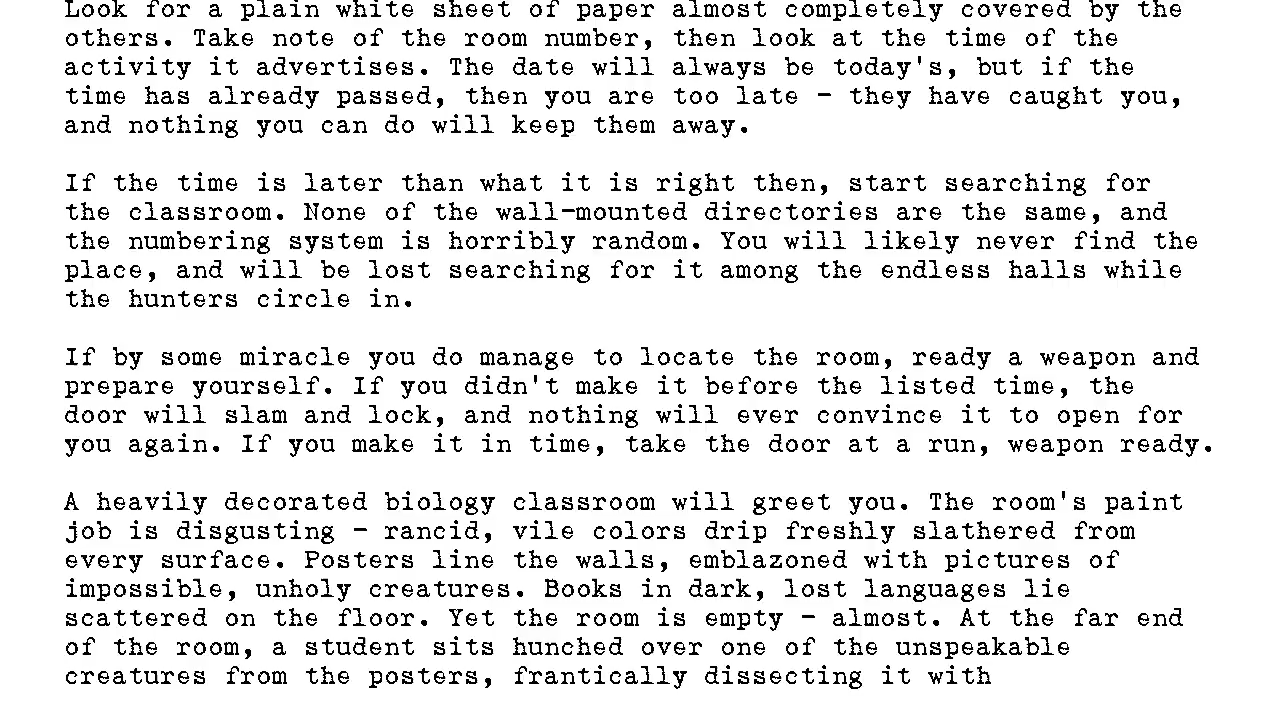 Look for a plain white sheet of paper almost completely covered by the
others. Take note of the room number, then look at the time of the
activity it advertises. The date will always be today's, but if the
time has already passed, then you are too late - they have caught you,
and nothing you can do will keep them away.
If the time is later than what it is right then, start searching for
the classroom. None of the wall-mounted directories are the same, and
the numbering system is horribly random. You will likely never find the
place, and will be lost searching for it among the endless halls while
the hunters circle in.
If by some miracle you do manage to locate the room, ready a weapon and
prepare yourself. If you didn't make it before the listed time, the
door will slam and lock, and nothing will ever convince it to open for
you again. If you make it in time, take the door at a run, weapon ready.
A heavily decorated biology classroom will greet you. The room's paint
job is disgusting - rancid, vile colors drip freshly slathered from
every surface. Posters line the walls, emblazoned with pictures of
impossible, unholy creatures. Books in dark, lost languages lie
scattered on the floor. Yet the room is empty - almost. At the far end
of the room, a student sits hunched over one of the unspeakable
creatures from the posters, frantically dissecting it with